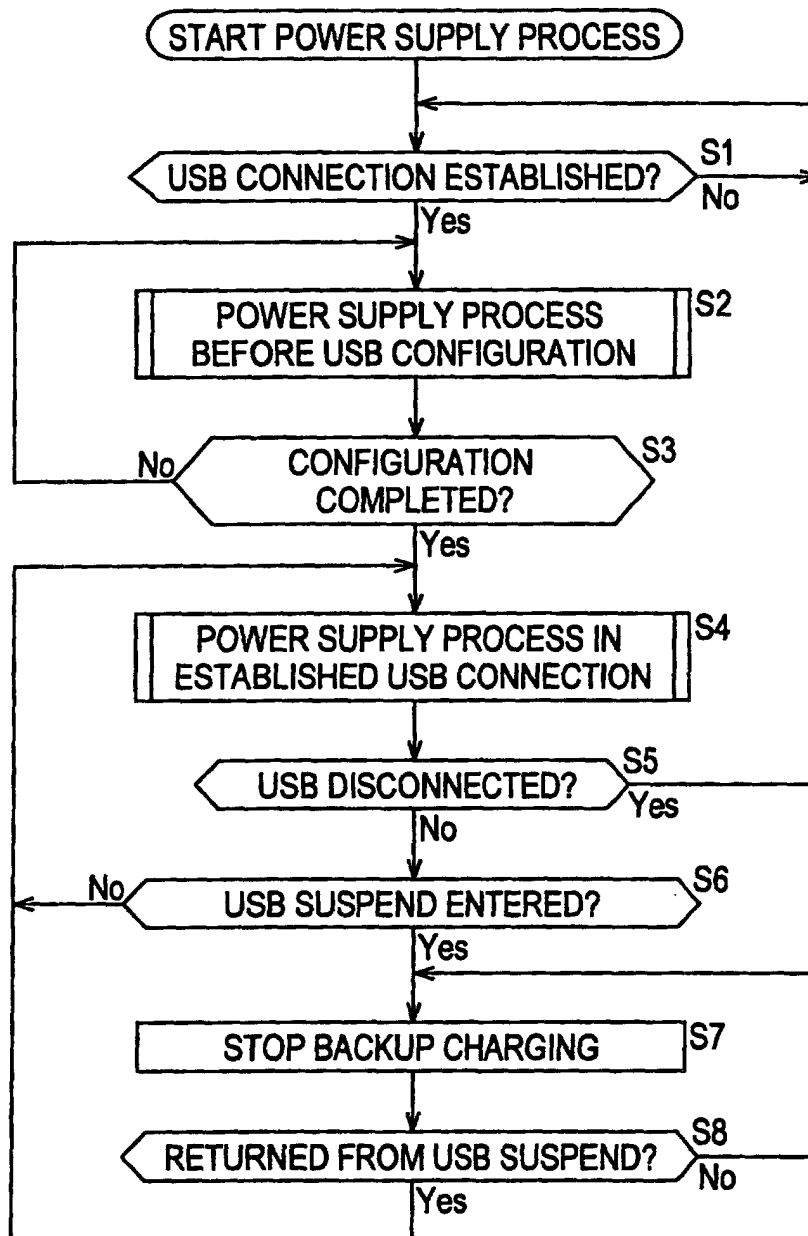 START POWER SUPPLY PROCESS
USB CONNECTION ESTABLISHED?
S1
No
Yes
POWER SUPPLY PROCESS
BEFORE USB CONFIGURATION
S2
No
CONFIGURATION
COMPLETED?
S3
Yes
POWER SUPPLY PROCESS IN
ESTABLISHED USB CONNECTION
S4
USB DISCONNECTED?
S5
Yes
No
No
USB SUSPEND ENTERED?
S6
Yes
STOP BACKUP CHARGING
S7
RETURNED FROM USB SUSPEND?
S8
No
Yes